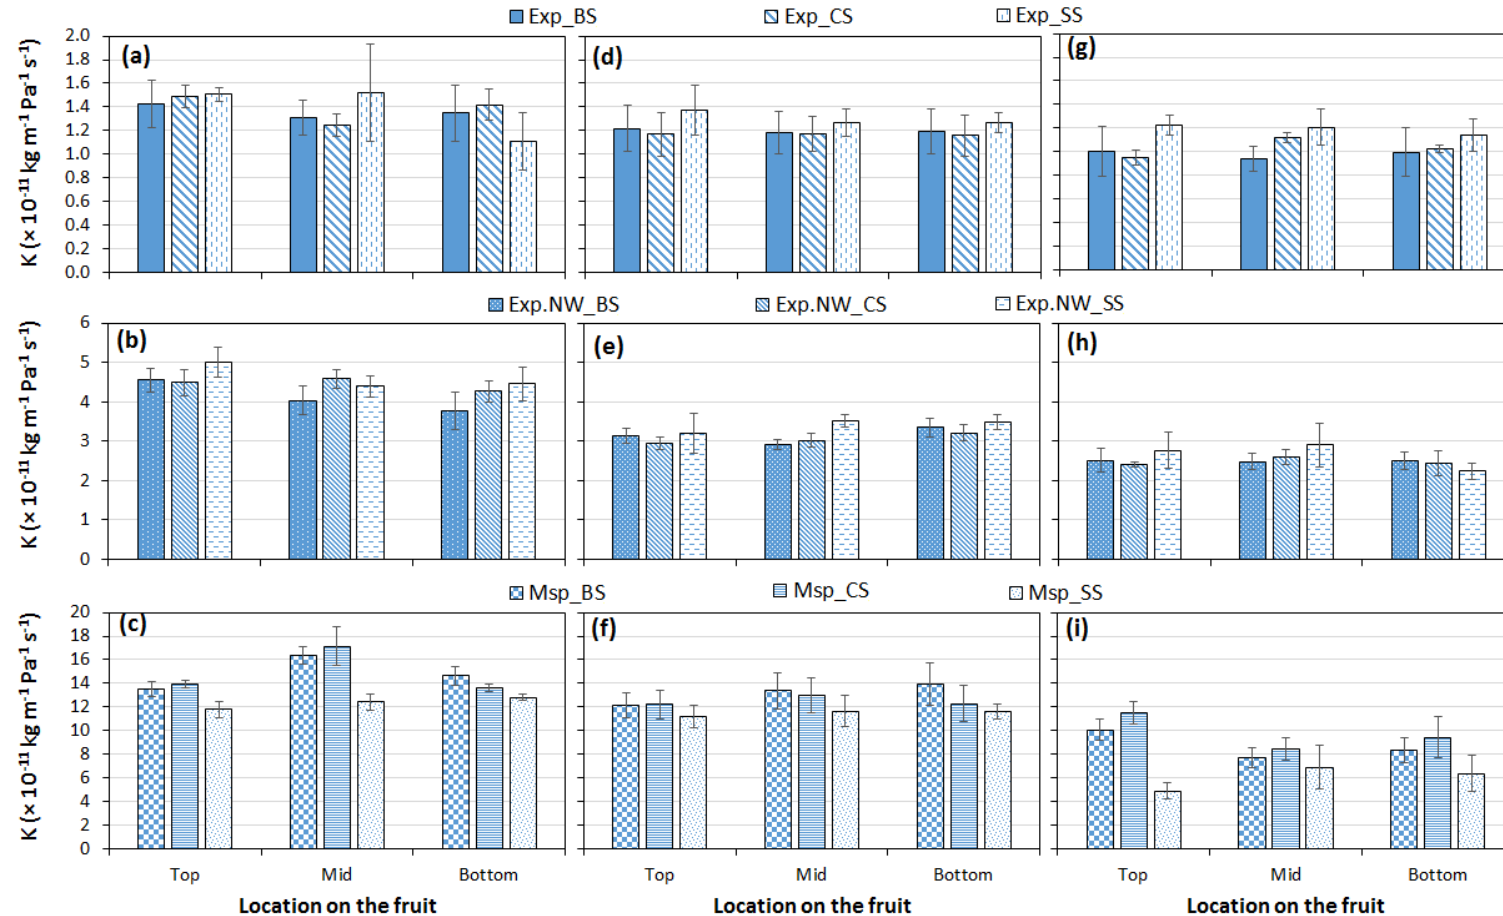 Exp_BS Exp_CS Exp_SS
(a) (d) (g)
K (× 10⁻¹¹ kg m⁻¹ Pa⁻¹ s⁻¹)
2.0
1.8
1.6
1.4
1.2
1.0
0.8
0.6
0.4
0.2
0.0
Exp.NW_BS Exp.NW_CS Exp.NW_SS
(b) (e) (h)
K (× 10⁻¹¹ kg m⁻¹ Pa⁻¹ s⁻¹)
6
5
4
3
2
1
0
Msp_BS Msp_CS Msp_SS
(c) (f) (i)
K (× 10⁻¹¹ kg m⁻¹ Pa⁻¹ s⁻¹)
20
18
16
14
12
10
8
6
4
2
0
Top Mid Bottom Top Mid Bottom Top Mid Bottom
Location on the fruit Location on the fruit Location on the fruit